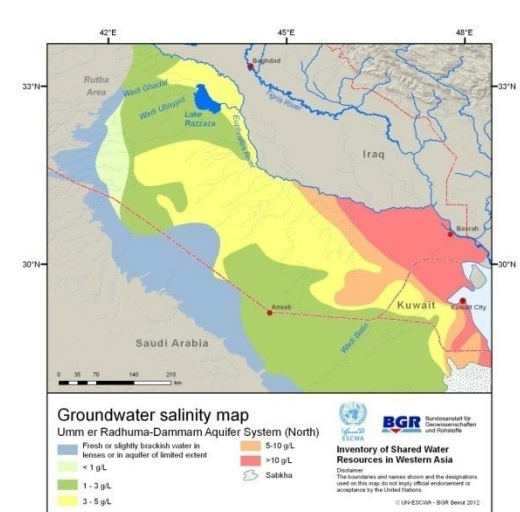 42°E
45°E
48°E
33°N
33°N
30°N
30°N
Rutba
Area
Wadi Ghadaf
Wadi Ubayyid
Lake
Razzaza
Baghdad
Tigris River
Euphrates River
Iraq
Basrah
Kuwait
Kuwait City
Ansab
Wadi Batin
Saudi Arabia
0 35 70 140 210
km
Groundwater salinity map
Umm er Radhuma-Dammam Aquifer System (North)
Fresh or slightly brackish water in
lenses or in aquifer of limited extent
< 1 g/L
1 - 3 g/L
3 - 5 g/L
5-10 g/L
>10 g/L
Sabkha
ESCWA
BGR
Bundesanstalt für
Geowissenschaften
und Rohstoffe
Inventory of Shared Water
Resources in Western Asia
Disclaimer
The boundaries and names shown and the designations
used on this map do not imply official endorsement or
acceptance by the United Nations.
© UN-ESCWA - BGR Beirut 2012